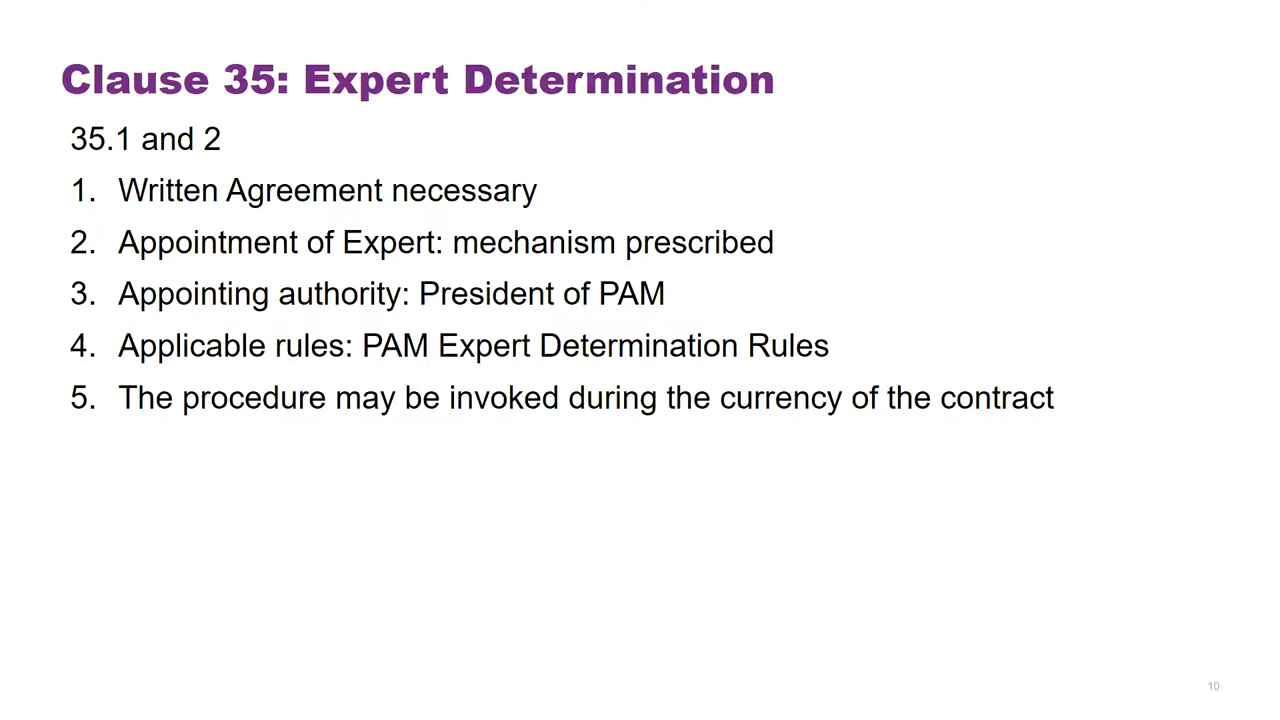 Clause 35: Expert Determination
35.1 and 2
1. Written Agreement necessary
2. Appointment of Expert: mechanism prescribed
3. Appointing authority: President of PAM
4. Applicable rules: PAM Expert Determination Rules
5. The procedure may be invoked during the currency of the contract
10